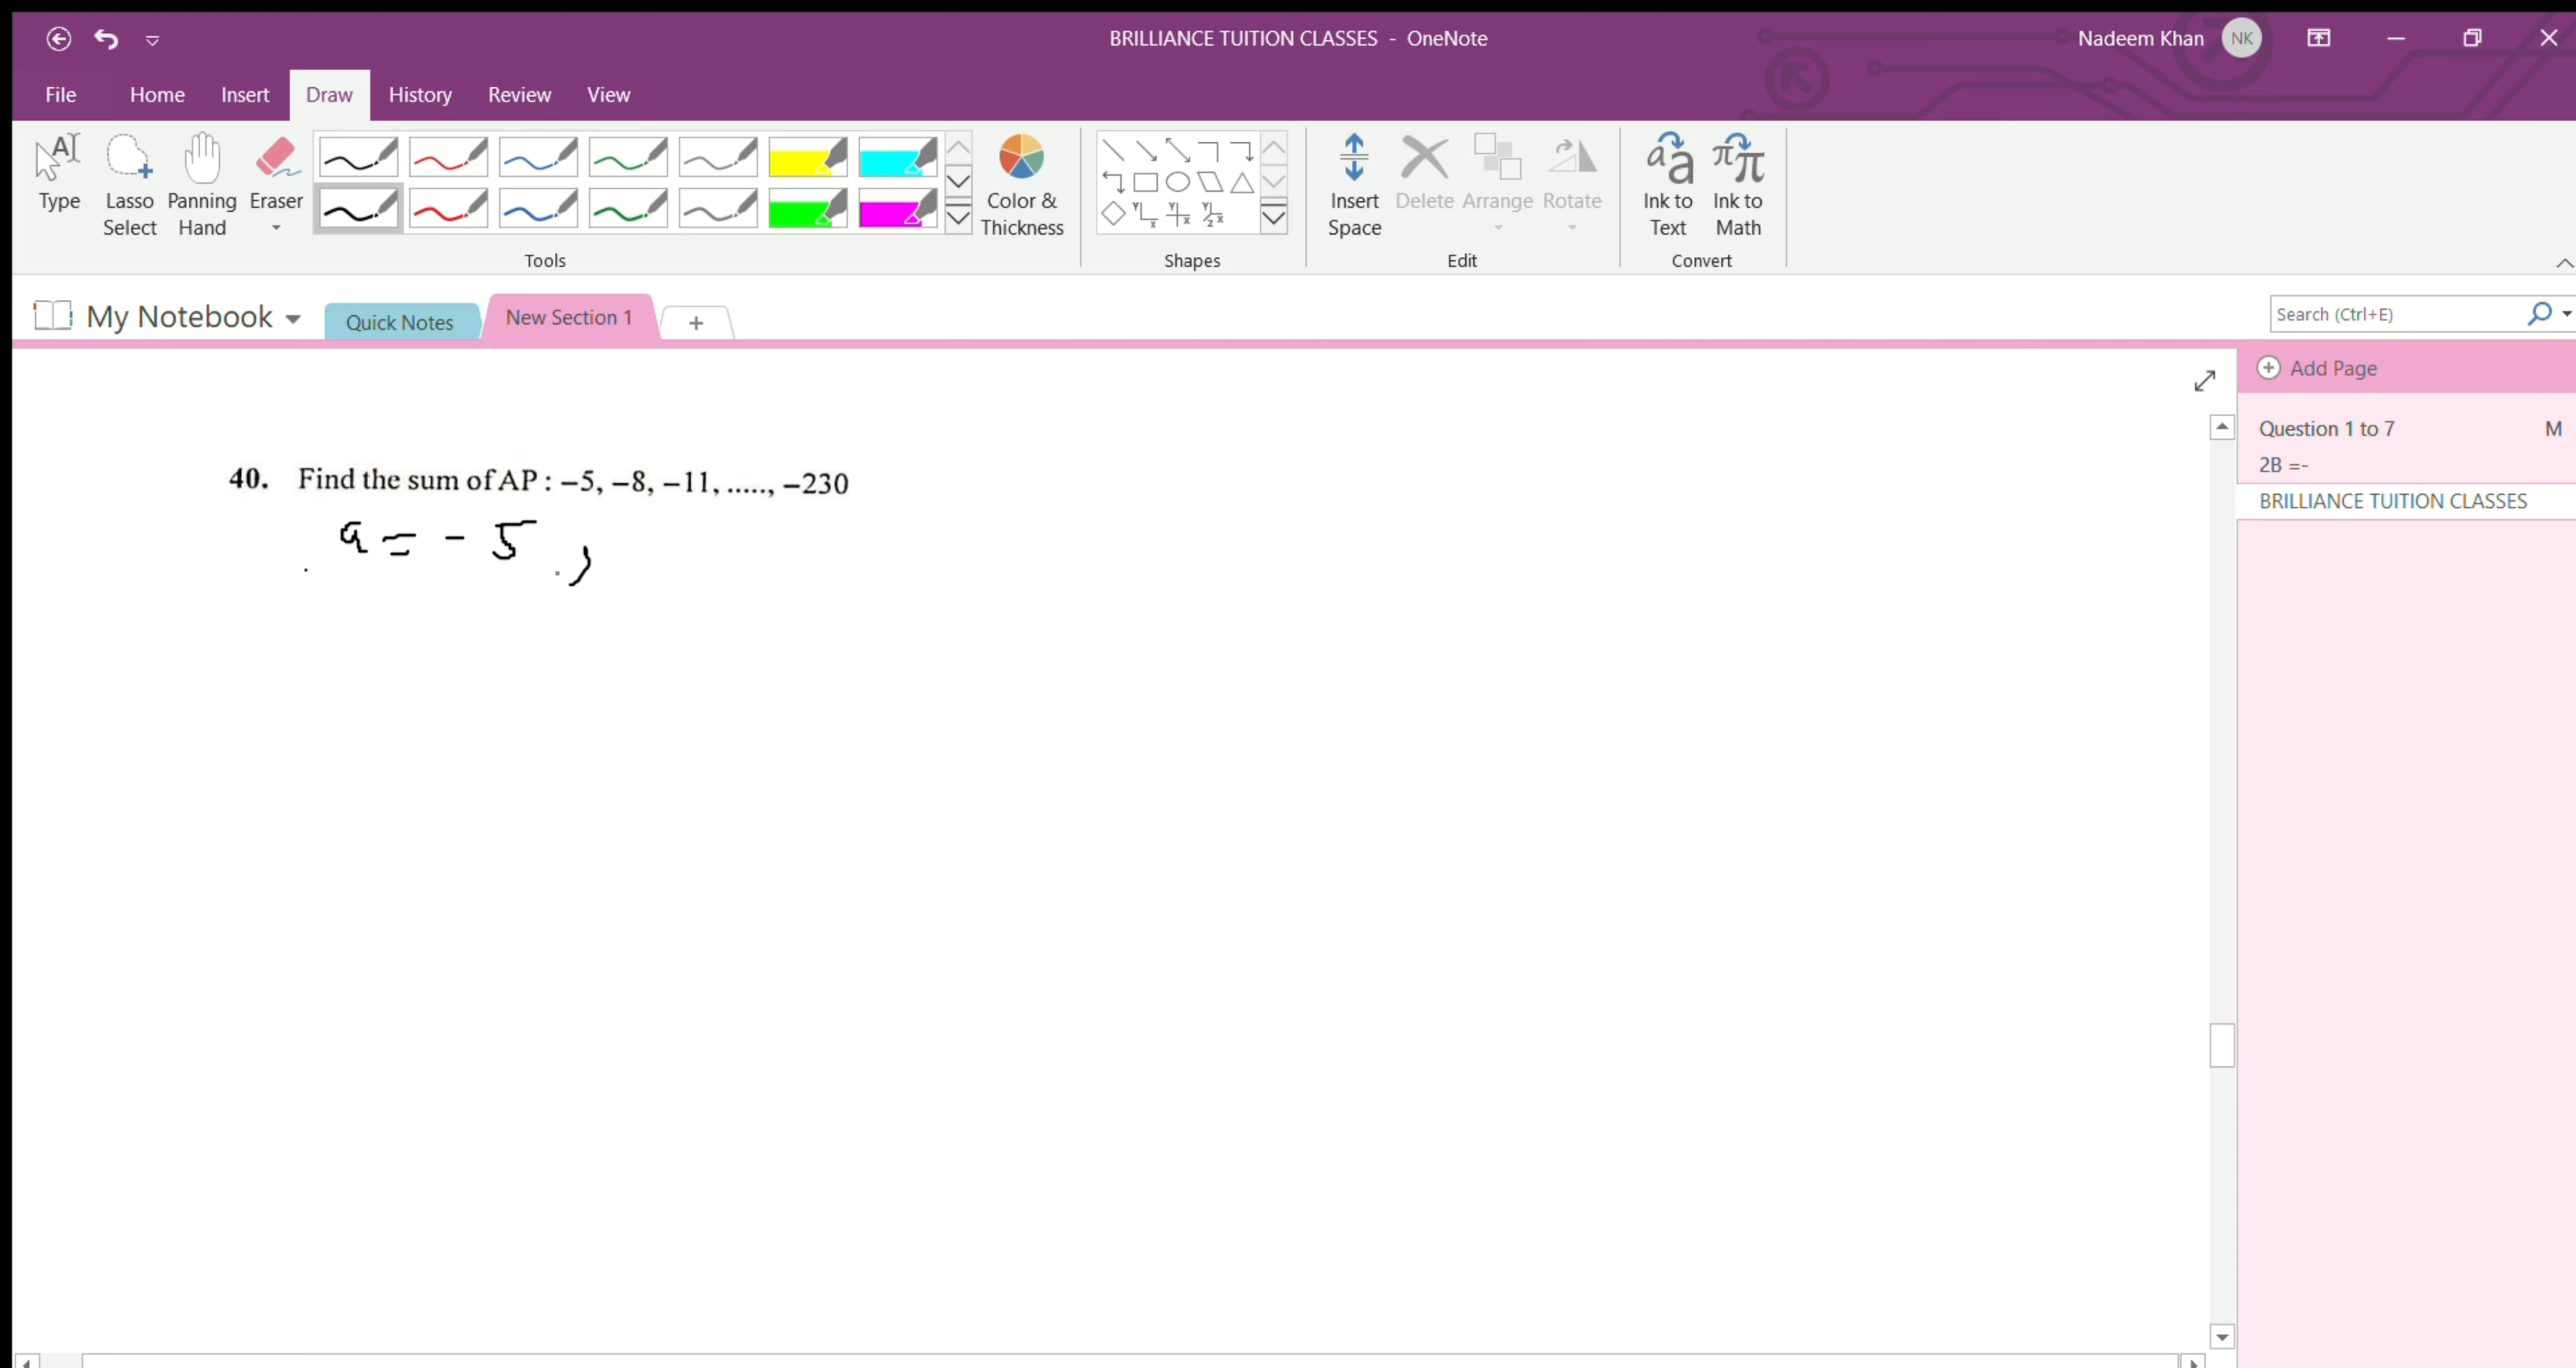 BRILLIANCE TUITION CLASSES - OneNote
Nadeem Khan NK
File Home Insert Draw History Review View
Type
Lasso Select
Panning Hand
Eraser
Color & Thickness
Tools
Shapes
Insert Space
Delete
Arrange
Rotate
Edit
Ink to Text
Ink to Math
Convert
My Notebook
Quick Notes
New Section 1
Search (Ctrl+E)
Add Page
Question 1 to 7 M
2B =-
BRILLIANCE TUITION CLASSES
40. Find the sum of AP : –5, –8, –11, ....., –230
a = - 5 ,